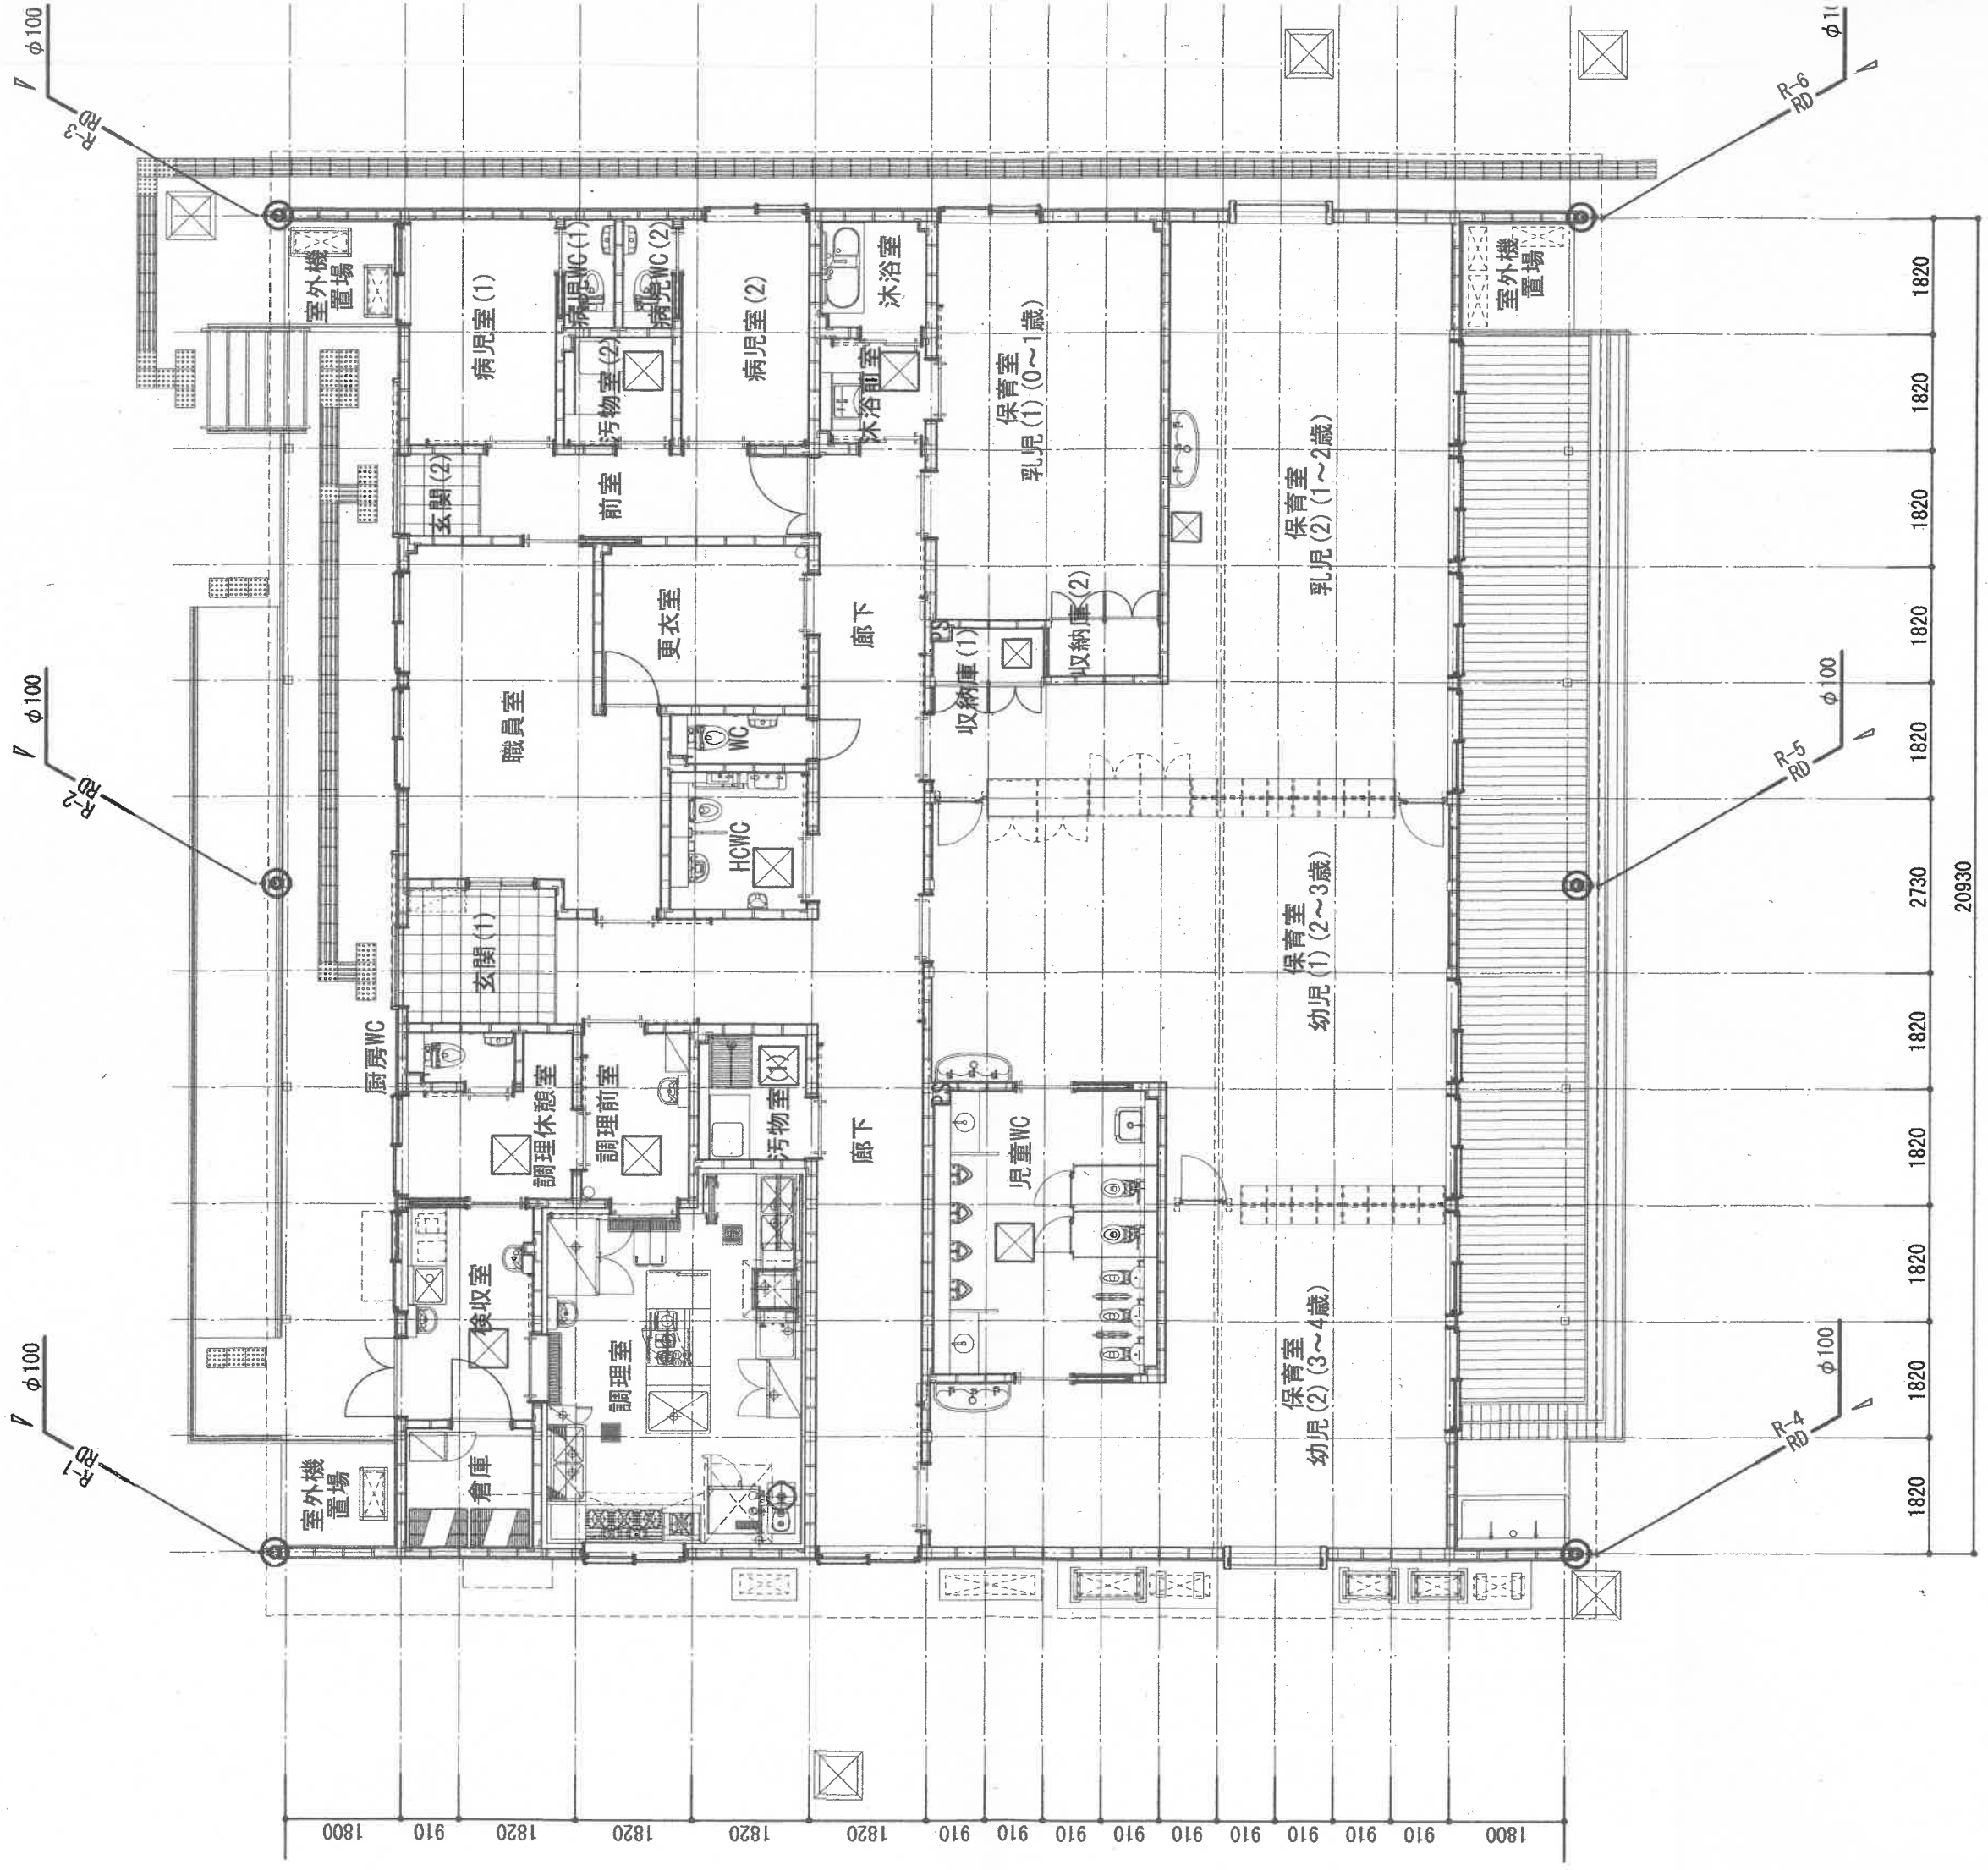 φ100
R-3
RD
φ100
R-2
RD
φ100
R-1
RD
室外機
置場
病児室(1)
病児WC(1)
病児WC(2)
汚物室(2)
病児室(2)
沐浴室
沐浴前室
保育室
乳児(1)(0～1歳)
保育室
乳児(2)(1～2歳)
室外機
置場
玄関(2)
前室
職員室
更衣室
廊下
PS
収納庫(1)
収納庫(2)
WC
HCWC
玄関(1)
保育室
幼児(1)(2～3歳)
厨房WC
調理休憩室
調理前室
汚物室(1)
廊下
PS
児童WC
検収室
調理室
倉庫
室外機
置場
保育室
幼児(2)(3～4歳)
R-6
RD
R-5
RD
φ100
R-4
RD
φ100
1820
1820
1820
1820
1820
2730
1820
1820
1820
1820
1820
20930
1800
910
1820
1820
1820
1820
910
910
910
910
910
910
910
910
910
1800